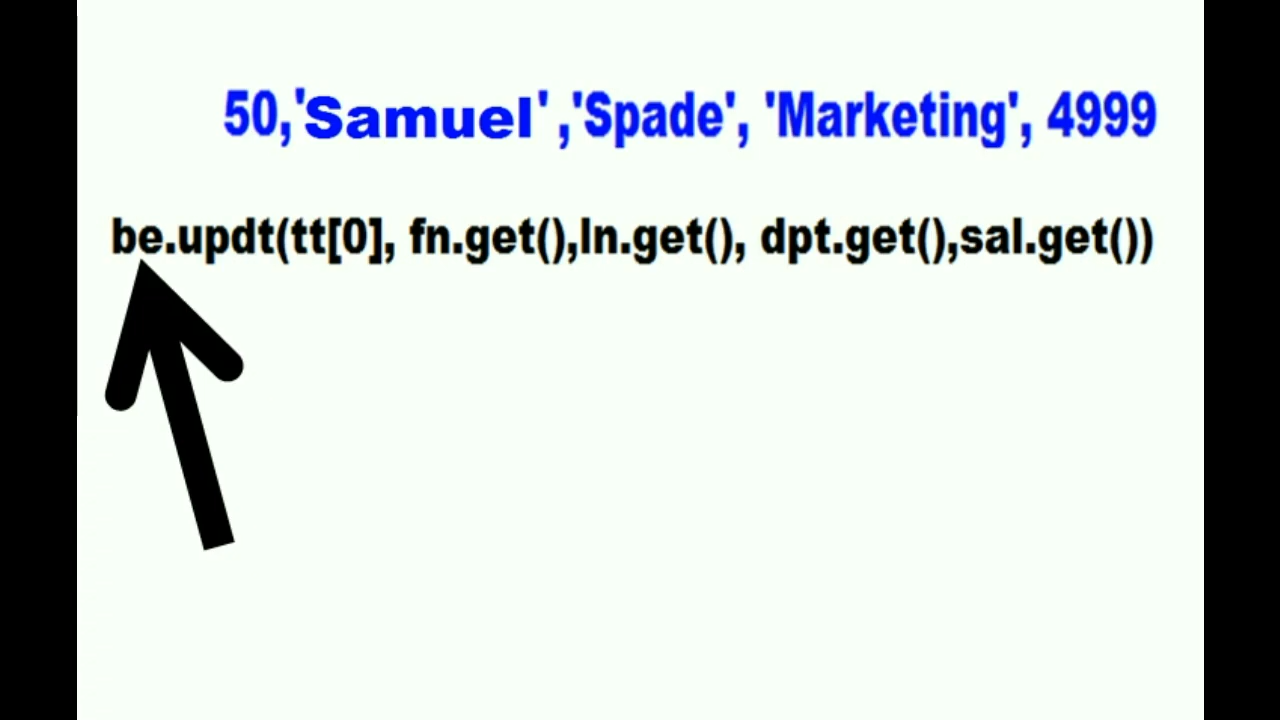 50,'Samuel' ,'Spade', 'Marketing', 4999
be.updt(tt[0], fn.get(),ln.get(), dpt.get(),sal.get())